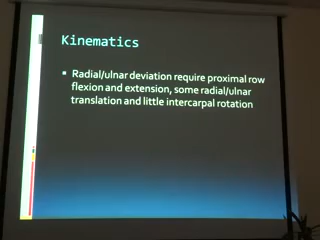 Kinematics
Radial/ulnar deviation require proximal row
flexion and extension, some radial/ulnar
translation and little intercarpal rotation